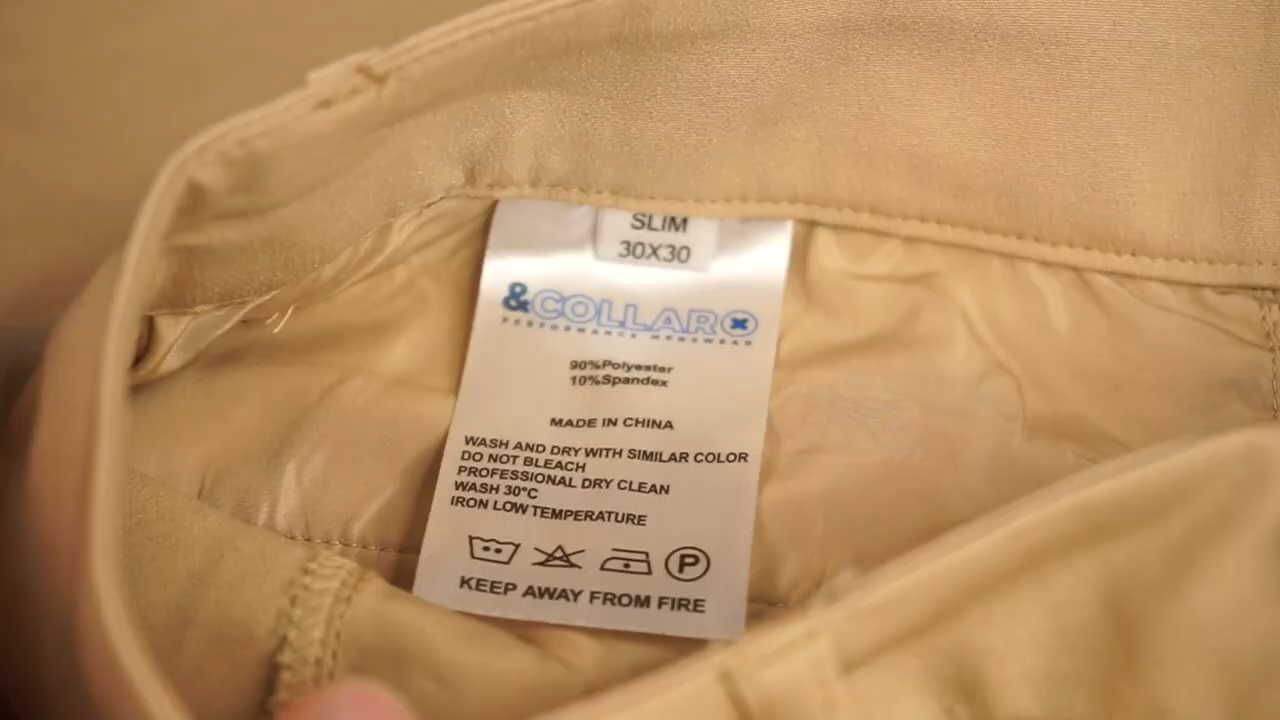 SLIM
30X30
&COLLAR
PERFORMANCE MENSWEAR
90%Polyester
10%Spandex
MADE IN CHINA
WASH AND DRY WITH SIMILAR COLOR
DO NOT BLEACH
PROFESSIONAL DRY CLEAN
WASH 30°C
IRON LOW TEMPERATURE
P
KEEP AWAY FROM FIRE